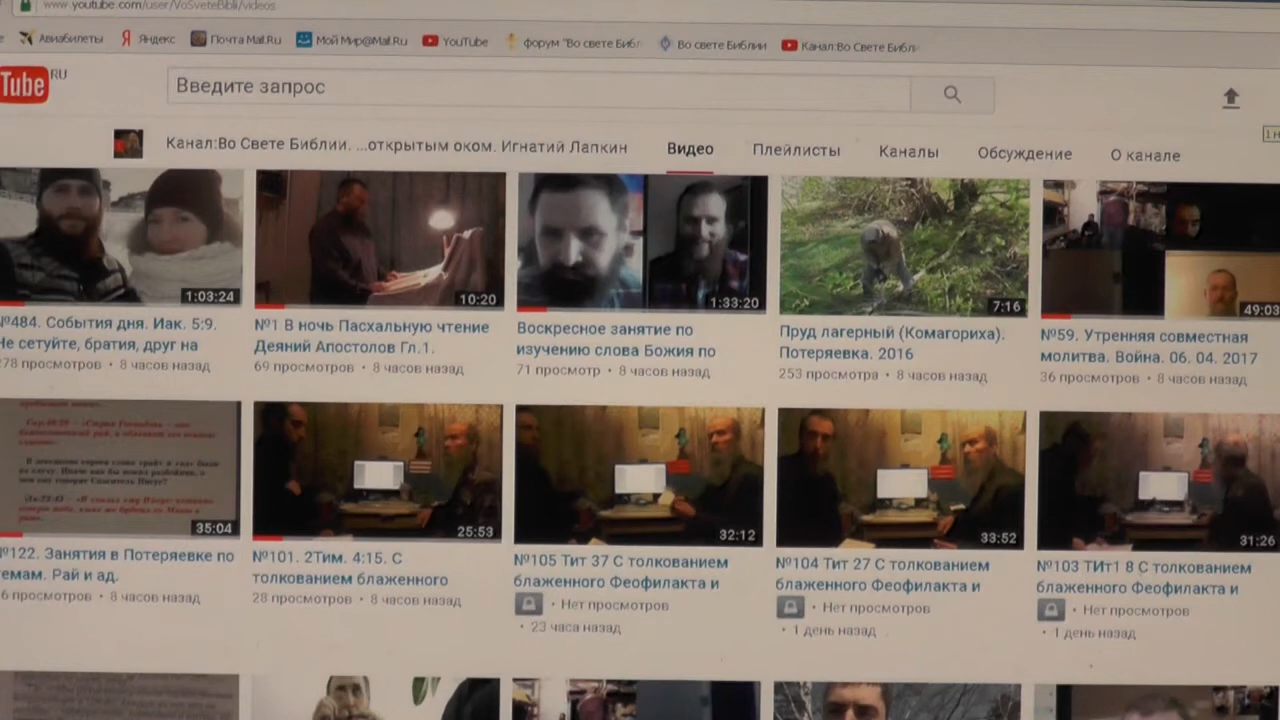 www.youtube.com/user/VoSveteBibli/videos
Авиабилеты Яндекс Почта Mail.Ru Мой Мир@Mail.Ru YouTube форум "Во свете Библ Во свете Библии Канал:Во Свете Библ
Tube RU
Введите запрос
Канал:Во Свете Библии. ...открытым оком. Игнатий Лапкин Видео Плейлисты Каналы Обсуждение О канале
1:03:24 10:20 1:33:20 7:16 49:03
№484. События дня. Иак. 5:9. №1 В ночь Пасхальную чтение Воскресное занятие по Пруд лагерный (Комагориха). №59. Утренняя совместная
Не сетуйте, братия, друг на Деяний Апостолов Гл.1. изучению слова Божия по Потеряевка. 2016 молитва. Война. 06. 04. 2017
278 просмотров • 8 часов назад 69 просмотров • 8 часов назад 71 просмотр • 8 часов назад 253 просмотра • 8 часов назад 36 просмотров • 8 часов назад
35:04 25:53 32:12 33:52 31:26
№122. Занятия в Потеряевке по №101. 2Тим. 4:15. С №105 Тит 37 С толкованием №104 Тит 27 С толкованием №103 ТИт1 8 С толкованием
емам. Рай и ад. толкованием блаженного блаженного Феофилакта и блаженного Феофилакта и блаженного Феофилакта и
6 просмотров • 8 часов назад 28 просмотров • 8 часов назад • Нет просмотров • Нет просмотров • Нет просмотров
• 23 часа назад • 1 день назад • 1 день назад